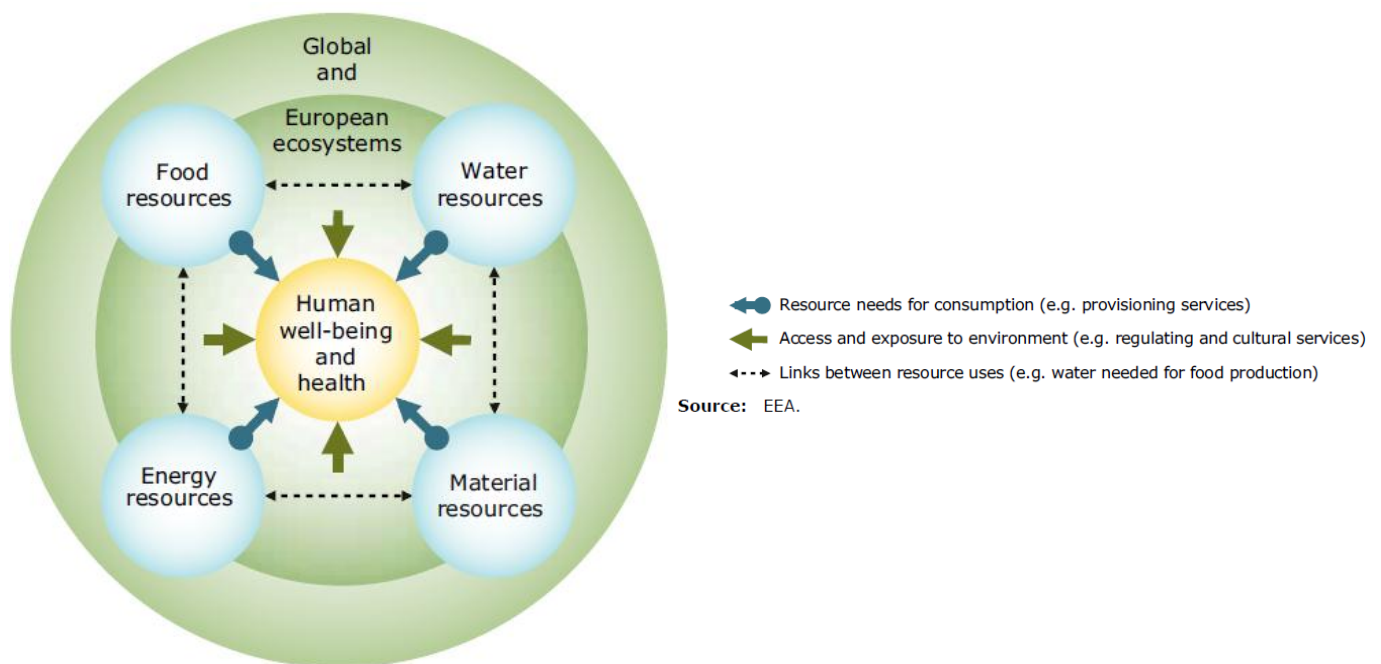 Global
and
European
ecosystems
Food
resources
Water
resources
Human
well-being
and
health
Energy
resources
Material
resources
Resource needs for consumption (e.g. provisioning services)
Access and exposure to environment (e.g. regulating and cultural services)
Links between resource uses (e.g. water needed for food production)
Source: EEA.